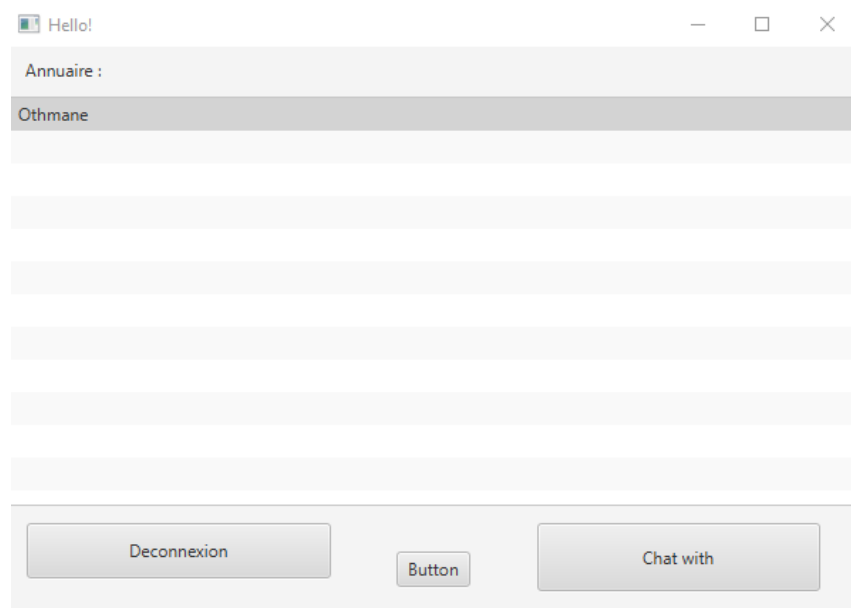 Hello!
Annuaire :
Othmane
Deconnexion
Button
Chat with